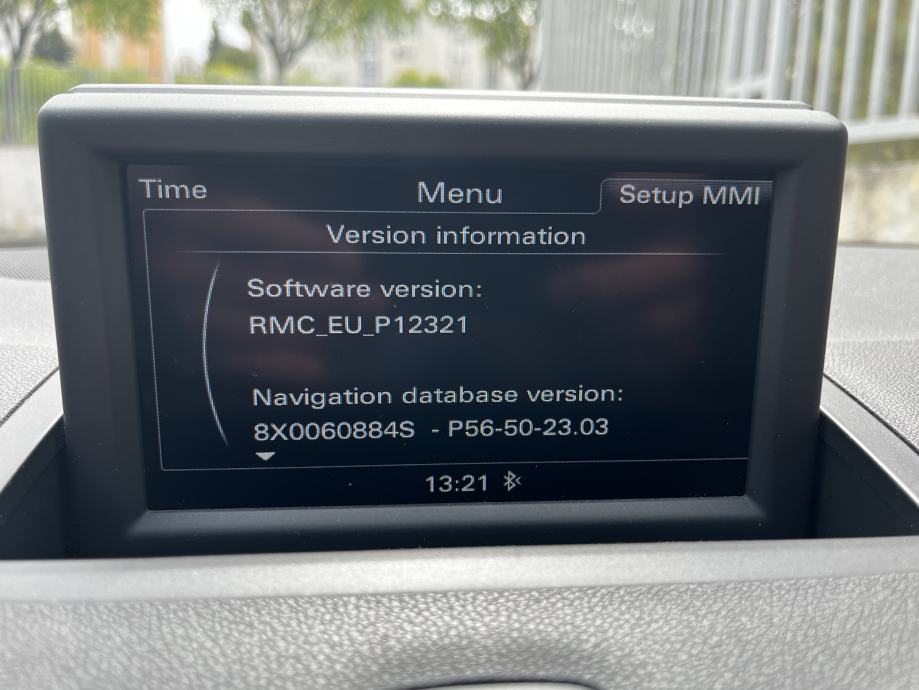 Time Menu Setup MMI
Version information
Software version:
RMC_EU_P12321
Navigation database version:
8X0060884S - P56-50-23.03
13:21